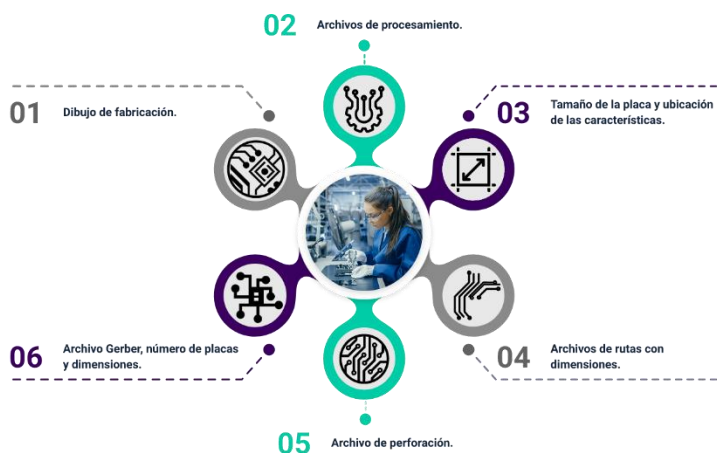 01
Dibujo de fabricación.
02
Archivos de procesamiento.
03
Tamaño de la placa y ubicación
de las características.
04
Archivos de rutas con
dimensiones.
05
Archivo de perforación.
06
Archivo Gerber, número de placas
y dimensiones.